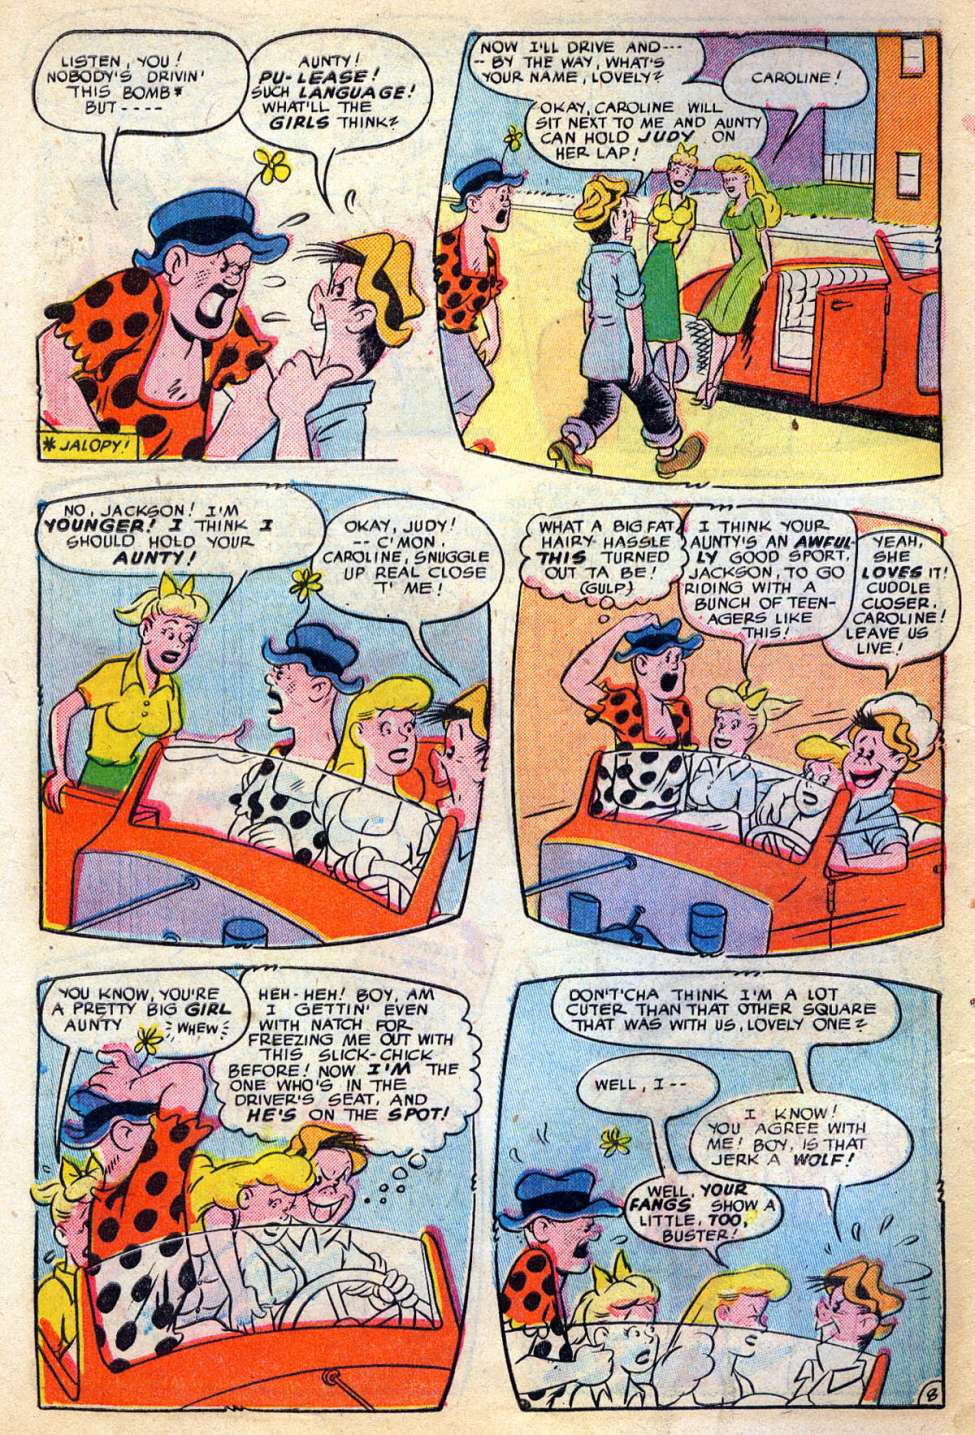 LISTEN, YOU!
NOBODY'S DRIVIN'
THIS BOMB*
BUT ----
AUNTY!
PU-LEASE!
SUCH LANGUAGE!
WHAT'LL THE
GIRLS THINK?
* JALOPY!
NOW I'LL DRIVE AND---
-- BY THE WAY, WHAT'S
YOUR NAME, LOVELY?
CAROLINE!
OKAY, CAROLINE WILL
SIT NEXT TO ME AND AUNTY
CAN HOLD JUDY ON
HER LAP!
NO, JACKSON! I'M
YOUNGER! I THINK I
SHOULD HOLD YOUR
AUNTY!
OKAY, JUDY!
-- C'MON,
CAROLINE, SNUGGLE
UP REAL CLOSE
T' ME!
WHAT A BIG FAT
HAIRY HASSLE
THIS TURNED
OUT TA BE!
(GULP)
I THINK YOUR
AUNTY'S AN AWFUL-
LY GOOD SPORT,
JACKSON, TO GO
RIDING WITH A
BUNCH OF TEEN-
AGERS LIKE
THIS!
YEAH,
SHE
LOVES IT!
CUDDLE
CLOSER,
CAROLINE!
LEAVE US
LIVE!
YOU KNOW, YOU'RE
A PRETTY BIG GIRL
AUNTY
WHEW
HEH-HEH! BOY, AM
I GETTIN' EVEN
WITH NATCH FOR
FREEZING ME OUT WITH
THIS SLICK-CHICK
BEFORE! NOW I'M THE
ONE WHO'S IN THE
DRIVER'S SEAT, AND
HE'S ON THE SPOT!
DON'T'CHA THINK I'M A LOT
CUTER THAN THAT OTHER SQUARE
THAT WAS WITH US, LOVELY ONE?
WELL, I --
I KNOW!
YOU AGREE WITH
ME! BOY, IS THAT
JERK A WOLF!
WELL, YOUR
FANGS SHOW A
LITTLE, TOO,
BUSTER!
8